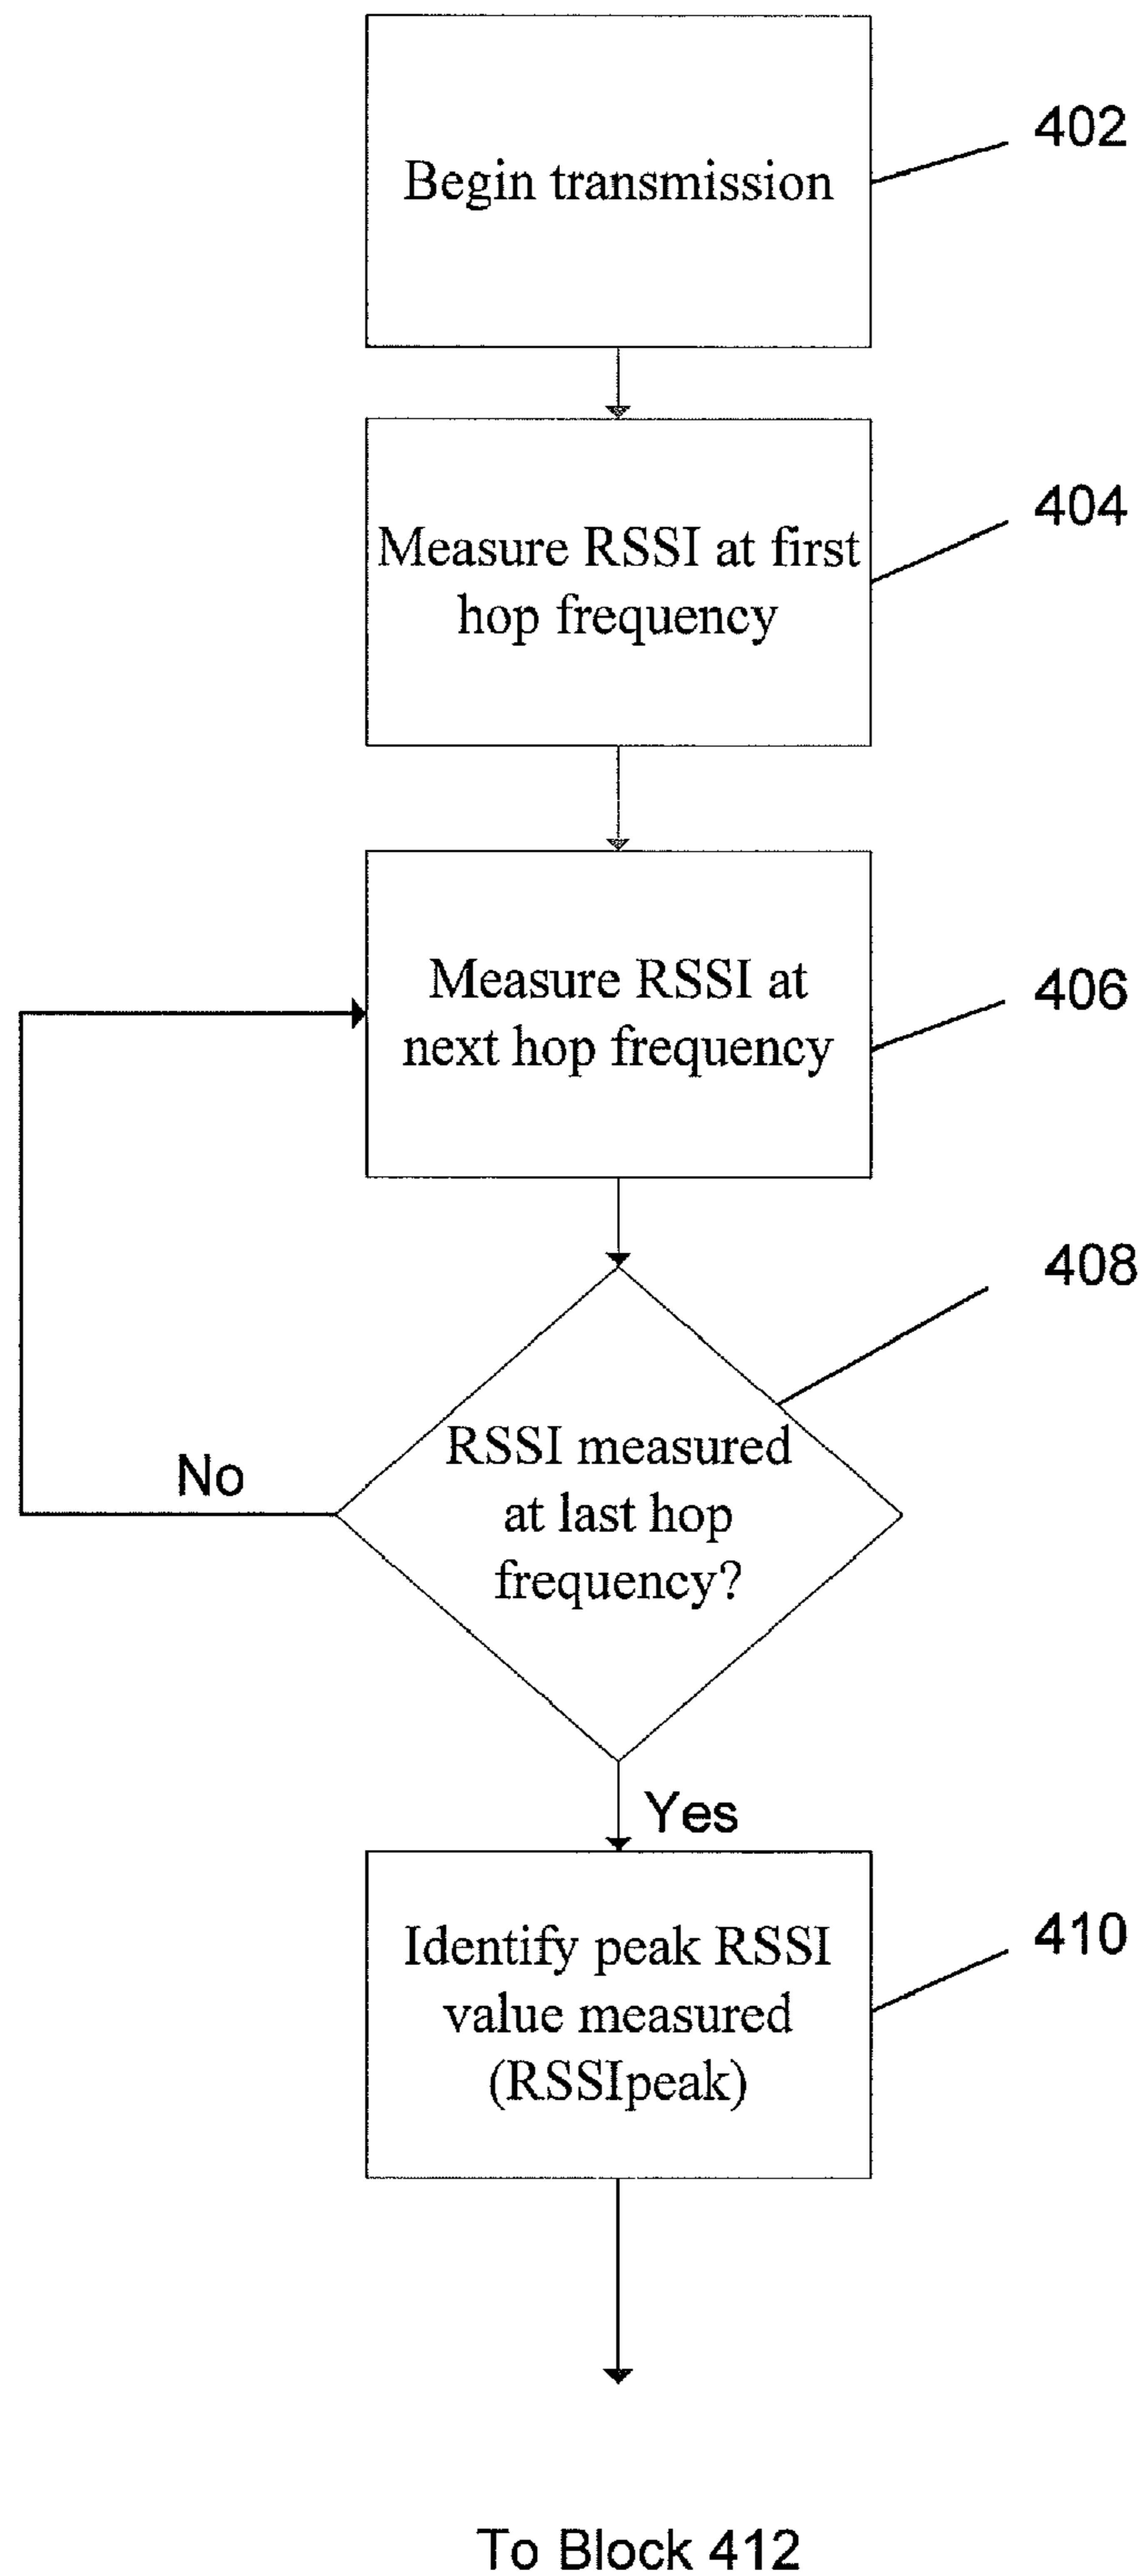 Begin transmission
402
Measure RSSI at first
hop frequency
404
Measure RSSI at
next hop frequency
406
RSSI measured
at last hop
frequency?
408
No
Yes
Identify peak RSSI
value measured
(RSSIpeak)
410
To Block 412